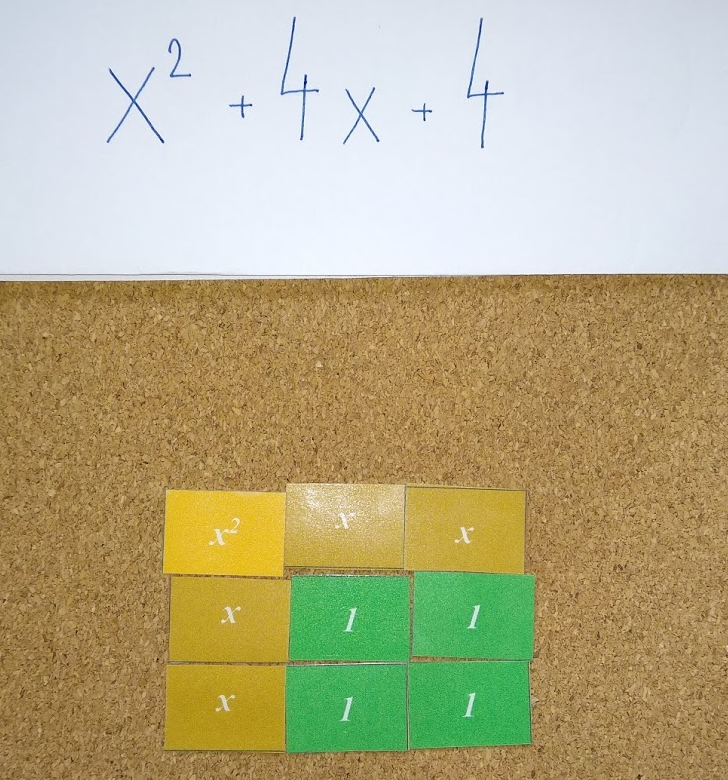 x² + 4x + 4
x² x x
x 1 1
x 1 1